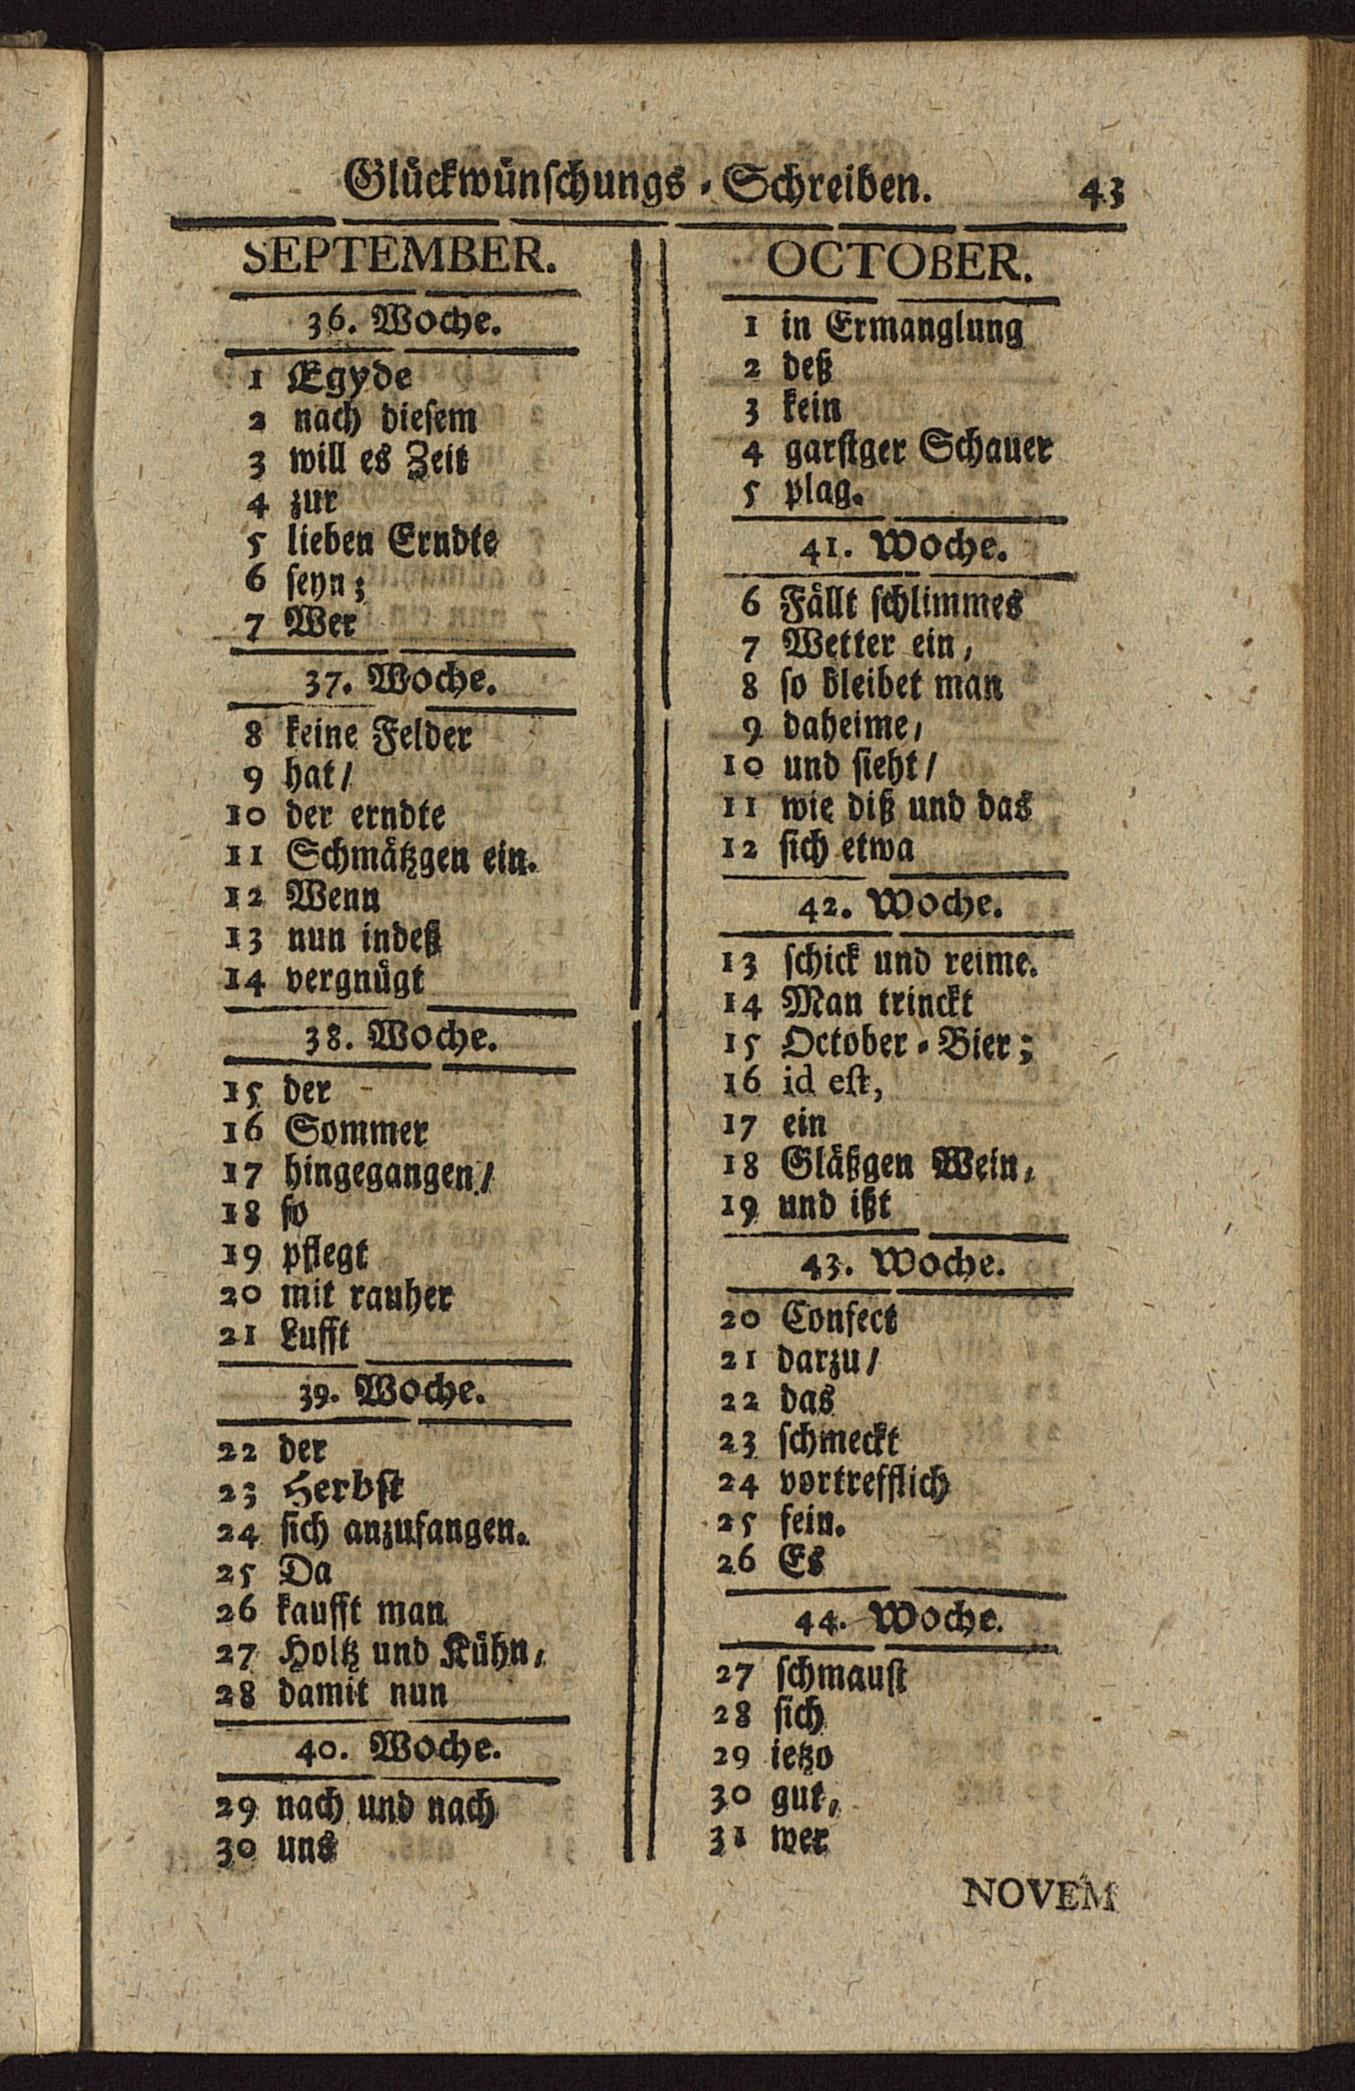 Glückwünschungs-Schreiben. 43
SEPTEMBER.
36. Woche.
1 Egyde
2 nach diesem
3 will es Zeit
4 zur
5 lieben Erndte
6 seyn;
7 Wer
37. Woche.
8 keine Felder
9 hat/
10 der erndte
11 Schmätzgen ein.
12 Wenn
13 nun indeß
14 vergnügt
38. Woche.
15 der
16 Sommer
17 hingegangen/
18 so
19 pflegt
20 mit rauher
21 Lufft
39. Woche.
22 der
23 Herbst
24 sich anzufangen.
25 Da
26 kaufft man
27 Holtz und Kühn,
28 damit nun
40. Woche.
29 nach und nach
30 uns
OCTOBER.
1 in Ermanglung
2 deß
3 kein
4 garstger Schauer
5 plag.
41. Woche.
6 Fällt schlimmes
7 Wetter ein,
8 so bleibet man
9 daheime,
10 und sieht/
11 wie diß und das
12 sich etwa
42. Woche.
13 schick und reime.
14 Man trinckt
15 October-Bier;
16 id est,
17 ein
18 Gläßgen Wein,
19 und ißt
43. Woche.
20 Confect
21 darzu/
22 das
23 schmeckt
24 vortrefflich
25 fein.
26 Es
44. Woche.
27 schmaust
28 sich
29 ietzo
30 gut,
31 wer
NOVEM